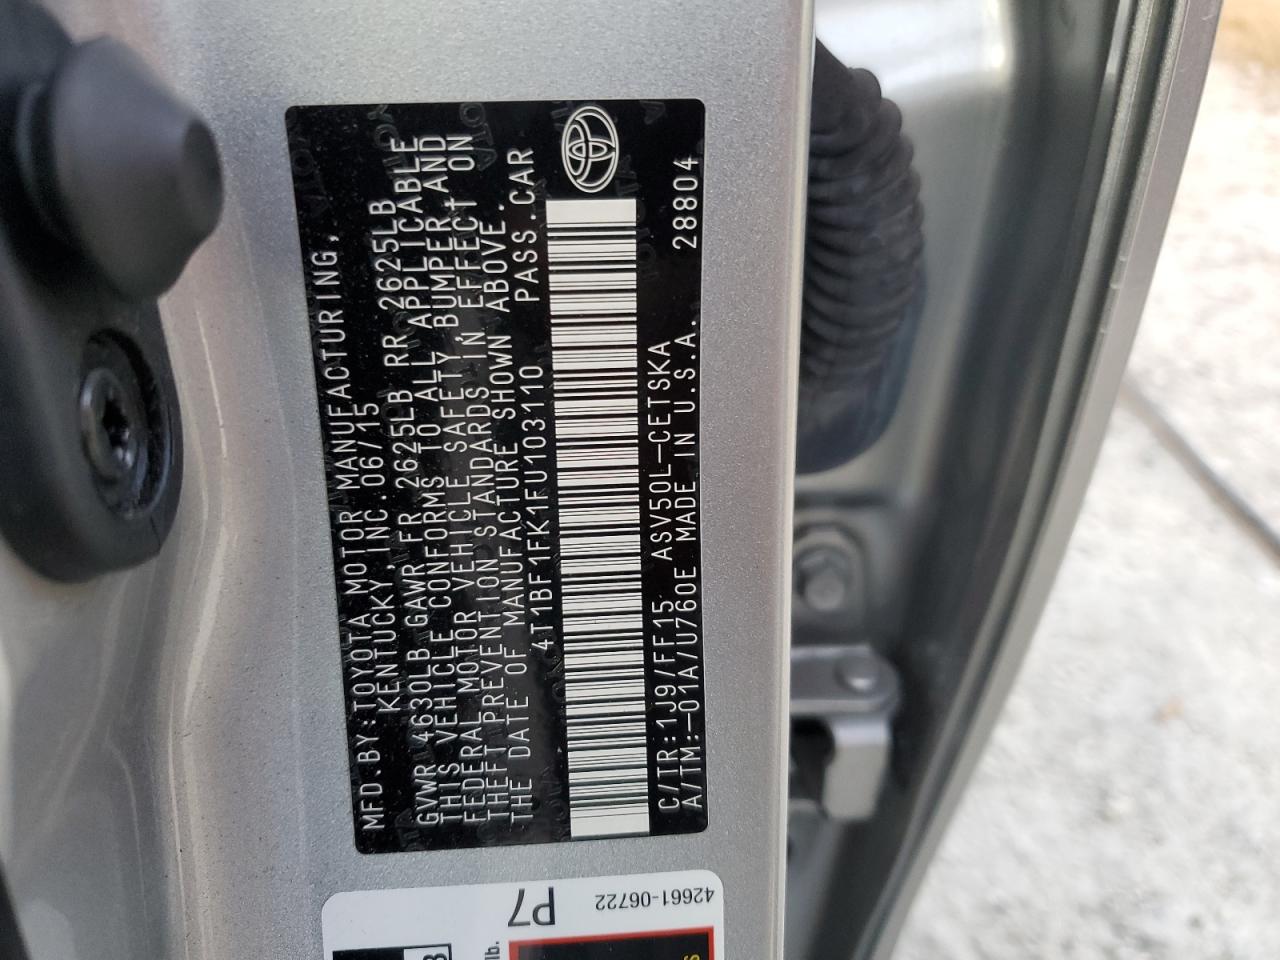 MFD.BY:TOYOTA MOTOR MANUFACTURING,
KENTUCKY,INC.06/15
GVWR 4630LB GAWR FR 2625LB RR 2625LB
THIS VEHICLE CONFORMS TO ALL APPLICABLE
FEDERAL MOTOR VEHICLE SAFETY,BUMPER,AND
THEFT PREVENTION STANDARDS IN EFFECT ON
THE DATE OF MANUFACTURE SHOWN ABOVE.
4T1BF1FK1FU103110 PASS.CAR
C/TR:1J9/FF15 ASV50L-CETSKA
A/TM:-01A/U760E MADE IN U.S.A. 28804
42661-06722
P7
lb.